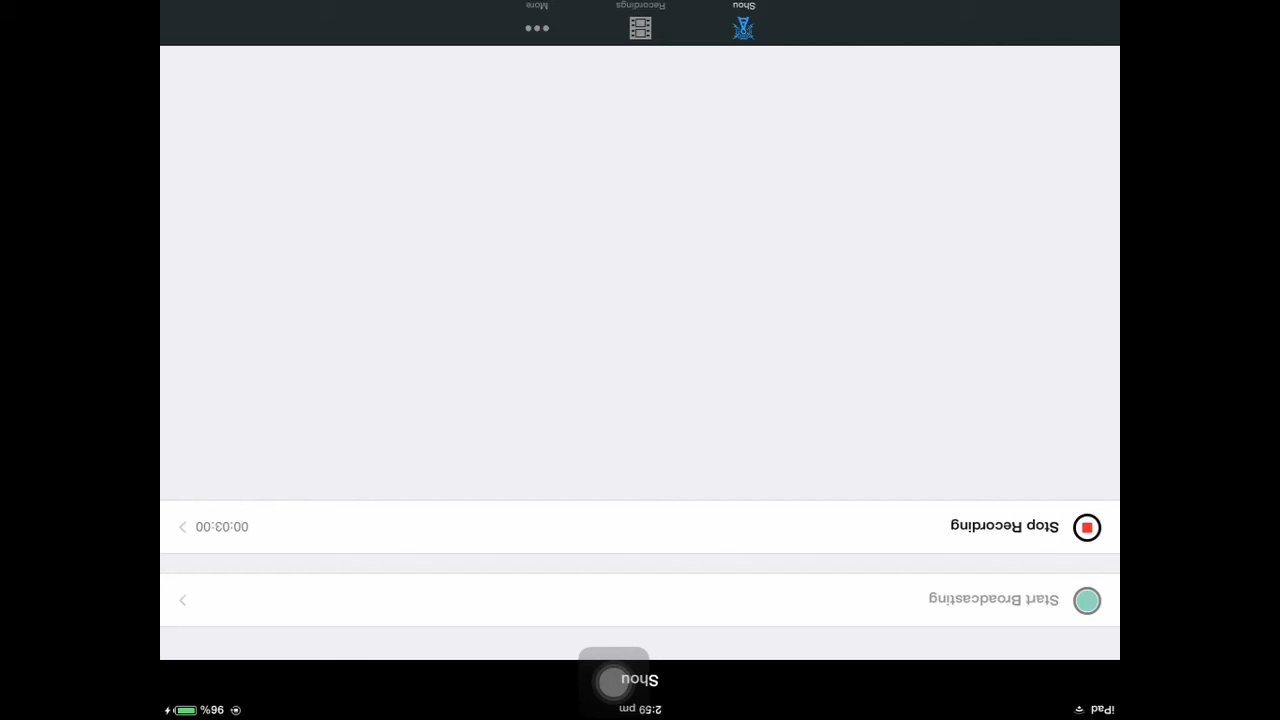 iPad 2:59 pm 96%
Shou
Start Broadcasting
Stop Recording 00:03:00
Shou Recordings More